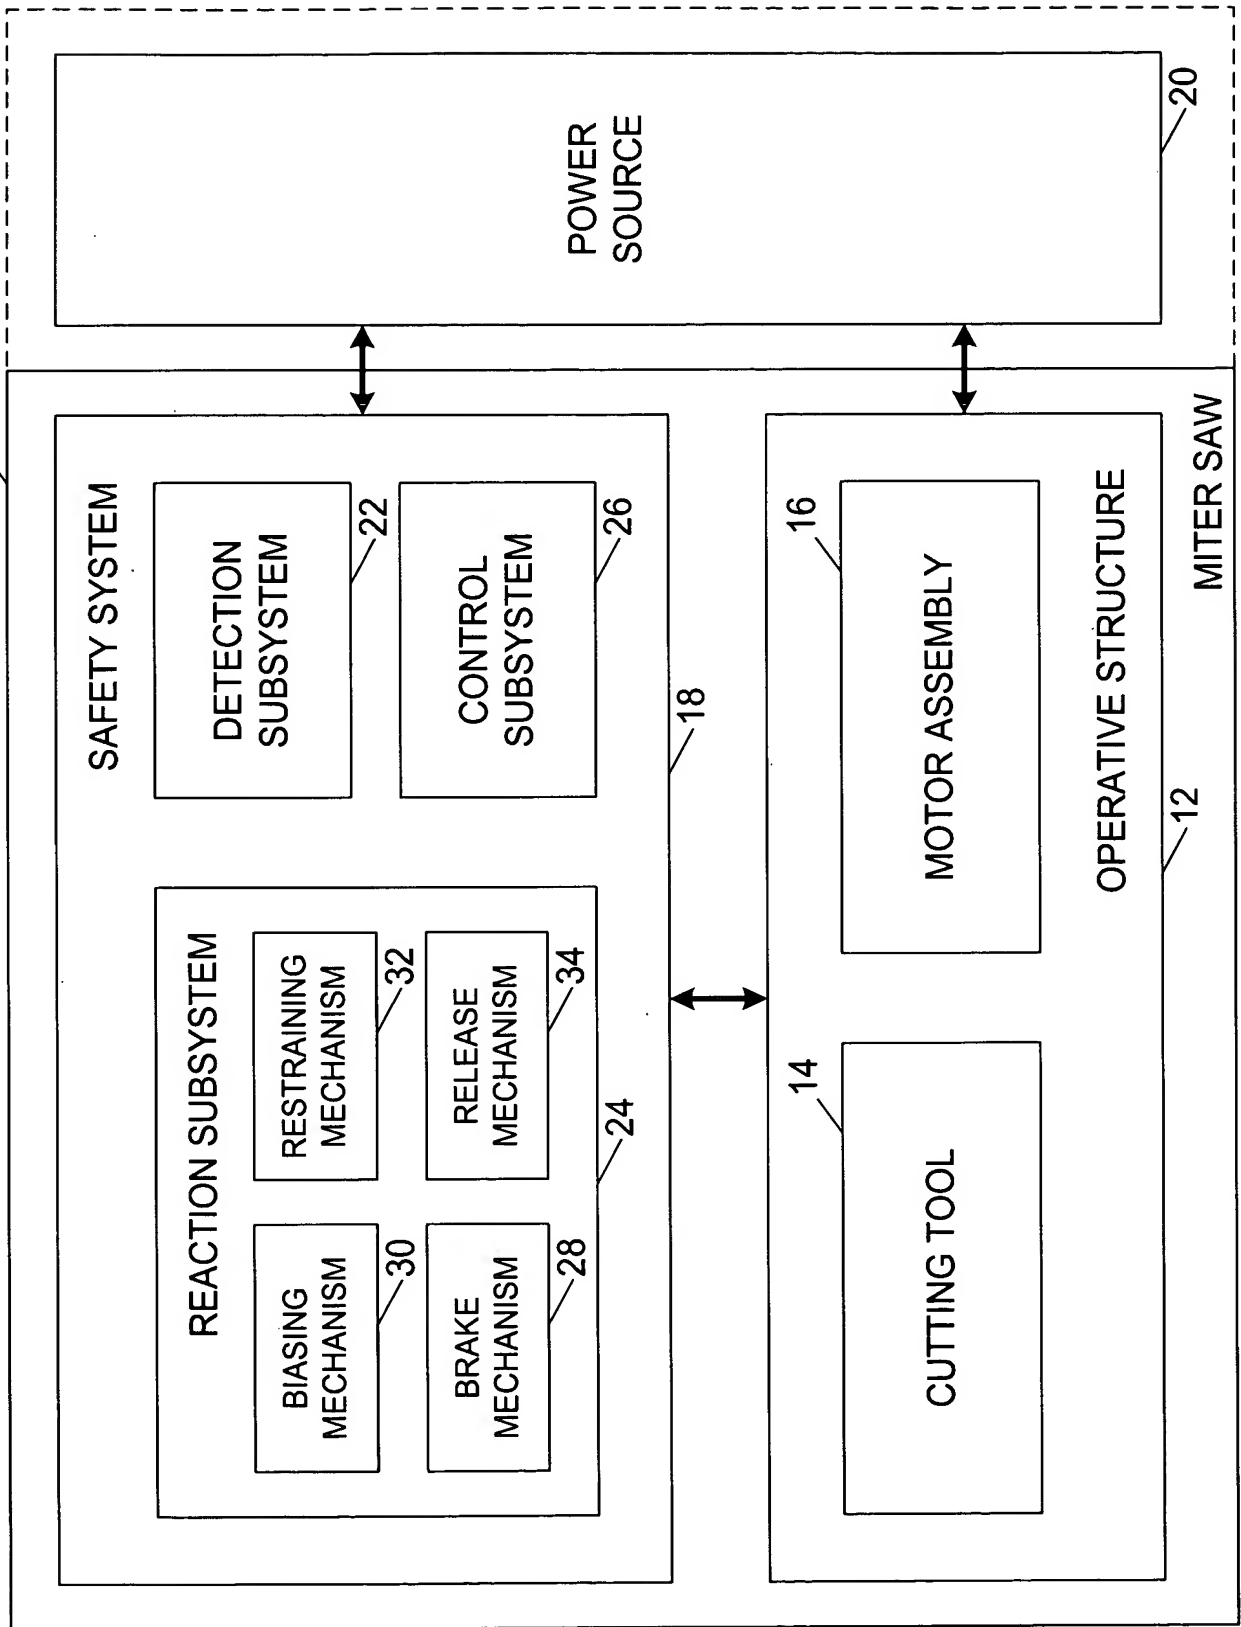 SAFETY SYSTEM
REACTION SUBSYSTEM
BIASING
MECHANISM
30
RESTRAINING
MECHANISM
32
BRAKE
MECHANISM
28
RELEASE
MECHANISM
34
24
DETECTION
SUBSYSTEM
22
CONTROL
SUBSYSTEM
26
18
14
CUTTING TOOL
16
MOTOR ASSEMBLY
OPERATIVE STRUCTURE
12
MITER SAW
POWER
SOURCE
20